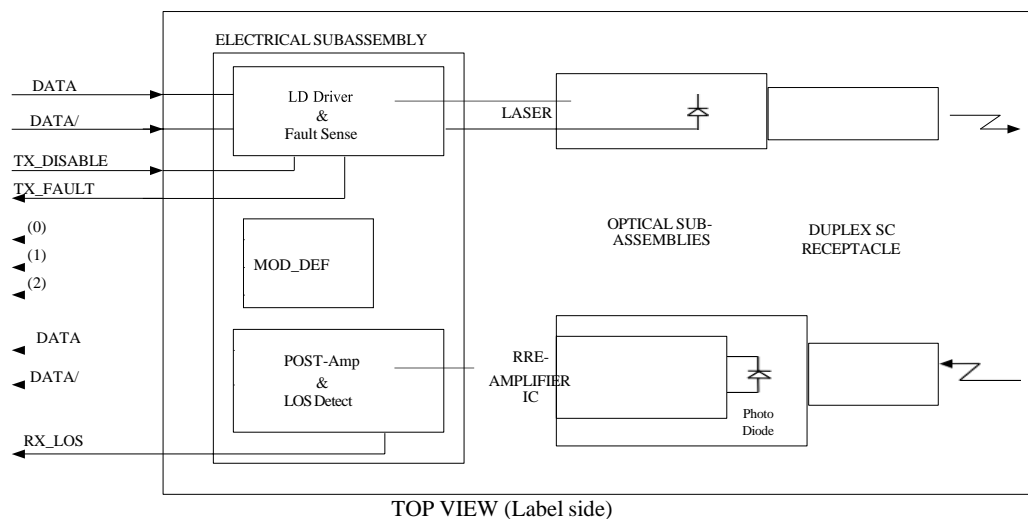 ELECTRICAL SUBASSEMBLY
DATA
DATA/
TX_DISABLE
TX_FAULT
LD Driver
&
Fault Sense
LASER
(0)
(1)
(2)
MOD_DEF
OPTICAL SUB-
ASSEMBLIES
DUPLEX SC
RECEPTACLE
DATA
DATA/
RX_LOS
POST-Amp
&
LOS Detect
RRE-
AMPLIFIER
IC
Photo
Diode
TOP VIEW (Label side)